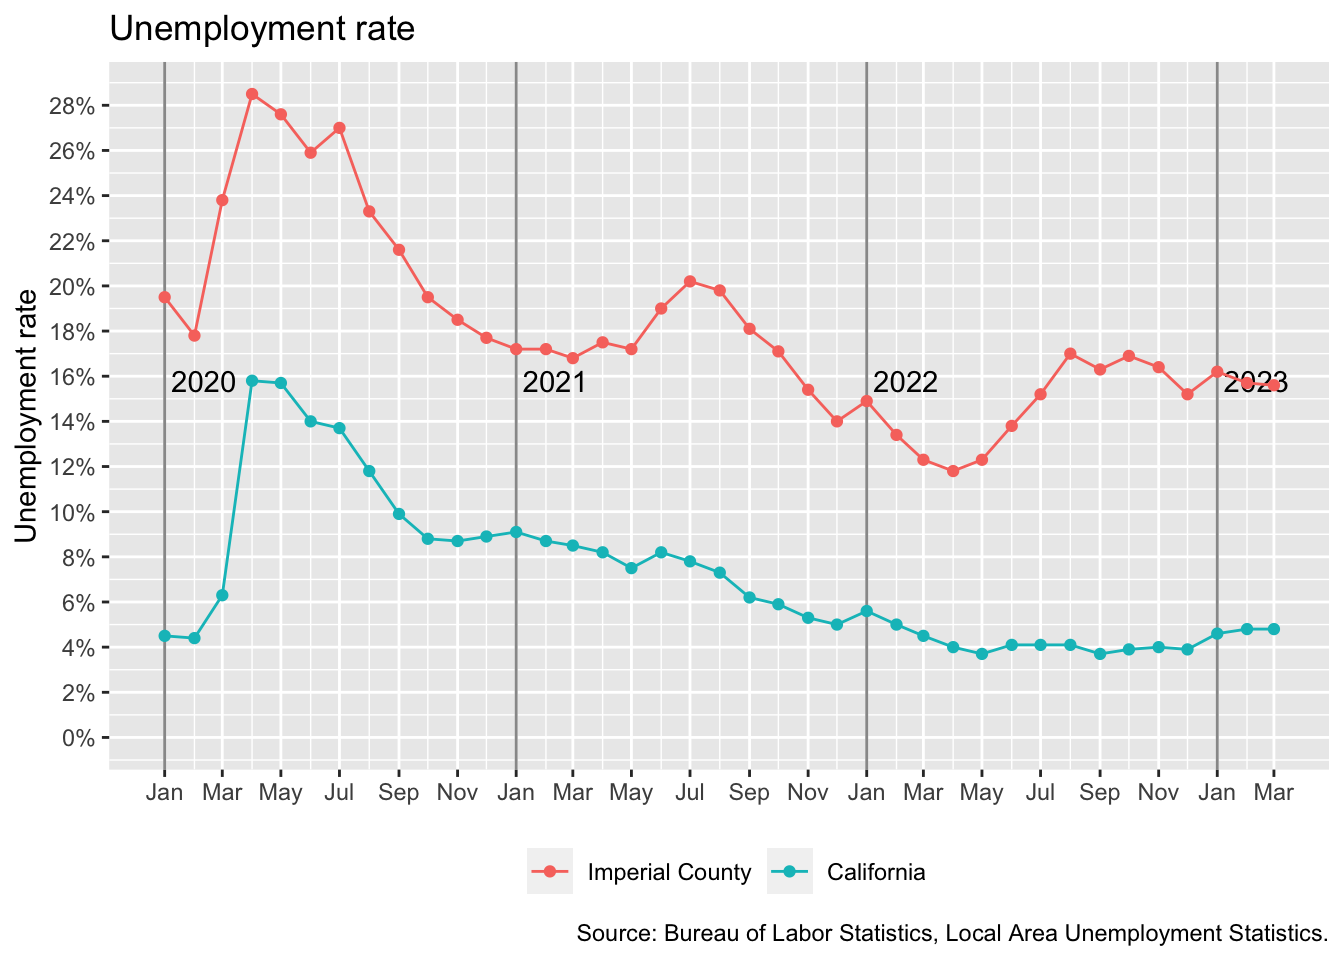 Unemployment rate
Unemployment rate
28%
26%
24%
22%
20%
18%
16%
14%
12%
10%
8%
6%
4%
2%
0%
2020 2021 2022 2023
Jan Mar May Jul Sep Nov Jan Mar May Jul Sep Nov Jan Mar May Jul Sep Nov Jan Mar
Imperial County California
Source: Bureau of Labor Statistics, Local Area Unemployment Statistics.